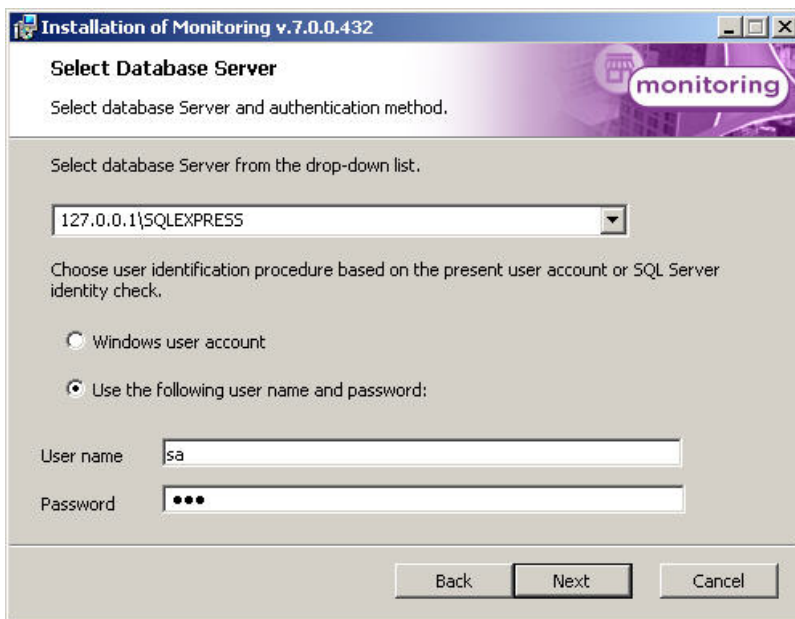 Installation of Monitoring v.7.0.0.432
Select Database Server
Select database Server and authentication method.
monitoring
Select database Server from the drop-down list.
127.0.0.1\SQLEXPRESS
Choose user identification procedure based on the present user account or SQL Server
identity check.
Windows user account
Use the following user name and password:
User name
sa
Password
●●●
Back
Next
Cancel